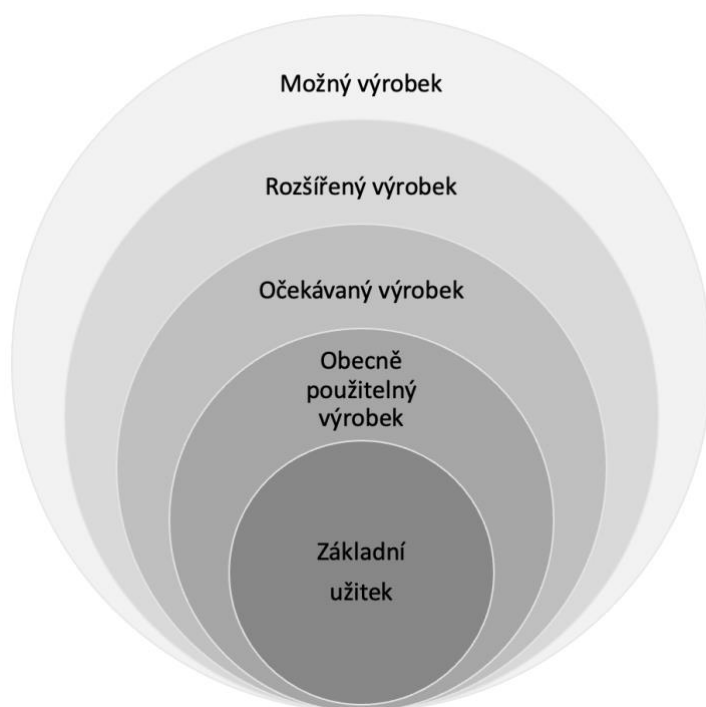 Možný výrobek
Rozšířený výrobek
Očekávaný výrobek
Obecně
použitelný
výrobek
Základní
užitek